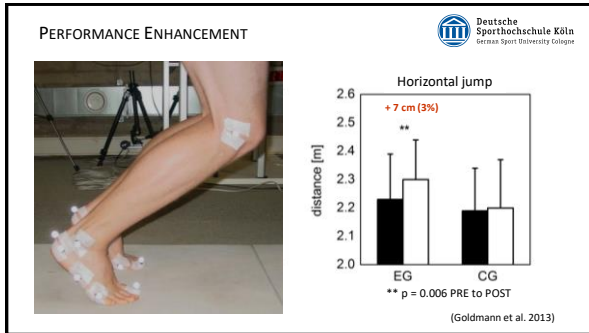 PERFORMANCE ENHANCEMENT
Deutsche
Sporthochschule Köln
German Sport University Cologne
Horizontal jump
2.6
2.5
2.4
2.3
2.2
2.1
2.0
distance [m]
+ 7 cm (3%)
**
EG CG
** p = 0.006 PRE to POST
(Goldmann et al. 2013)